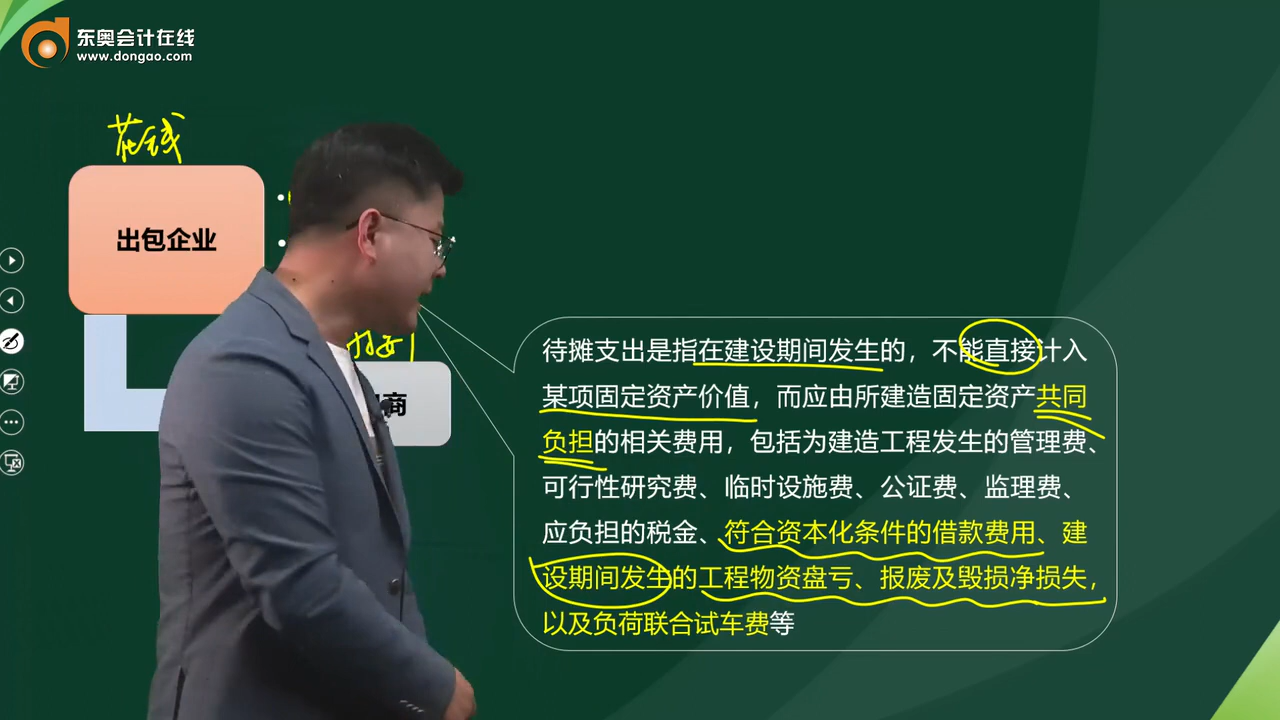 东奥会计在线
www.dongao.com
花钱
出包企业
商
待摊支出是指在建设期间发生的，不能直接计入
某项固定资产价值，而应由所建造固定资产共同
负担的相关费用，包括为建造工程发生的管理费、
可行性研究费、临时设施费、公证费、监理费、
应负担的税金、符合资本化条件的借款费用、建
设期间发生的工程物资盘亏、报废及毁损净损失，
以及负荷联合试车费等